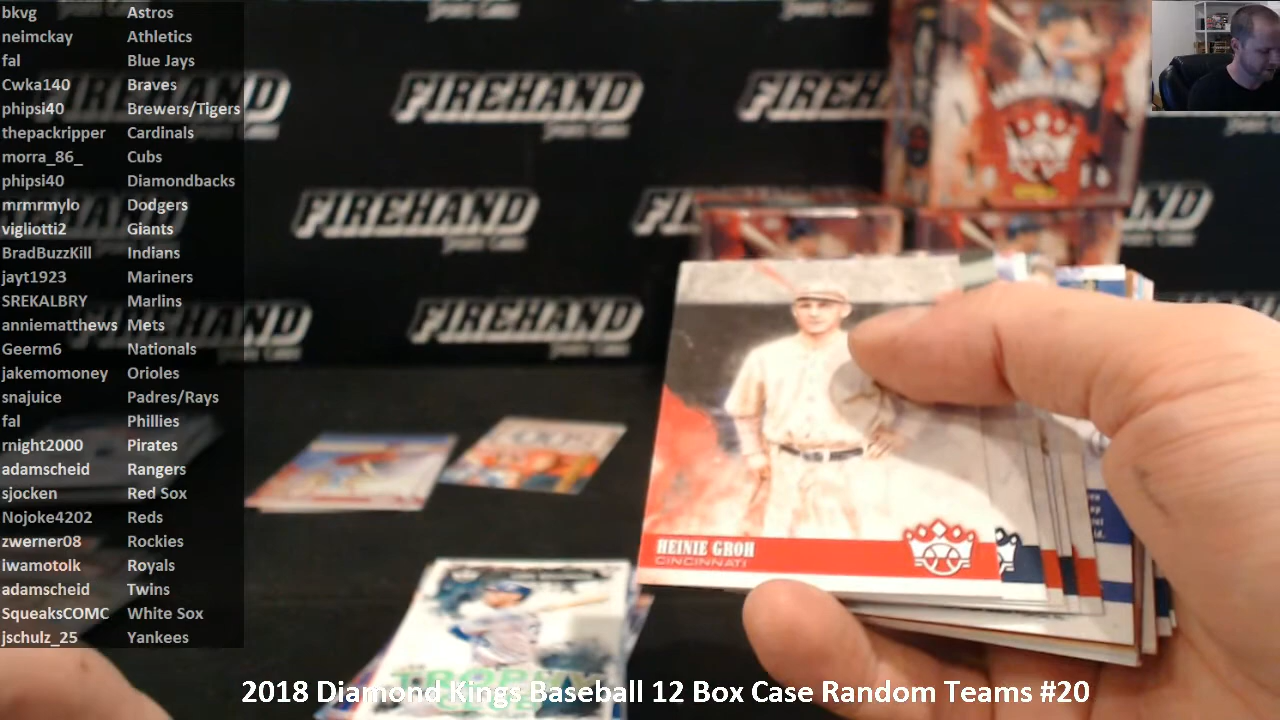 bkvg Astros
neimckay Athletics
fal Blue Jays
Cwka140 Braves
phipsi40 Brewers/Tigers
thepackripper Cardinals
morra_86_ Cubs
phipsi40 Diamondbacks
mrmrmylo Dodgers
vigliotti2 Giants
BradBuzzKill Indians
jayt1923 Mariners
SREKALBRY Marlins
anniematthews Mets
Geerm6 Nationals
jakemomoney Orioles
snajuice Padres/Rays
fal Phillies
rnight2000 Pirates
adamscheid Rangers
sjocken Red Sox
Nojoke4202 Reds
zwerner08 Rockies
iwamotolk Royals
adamscheid Twins
SqueaksCOMC White Sox
jschulz_25 Yankees
FIREHAND
FIREHAND
FIREHAND
FIREHAND
HEINIE GROH
CINCINNATI
2018 Diamond Kings Baseball 12 Box Case Random Teams #20